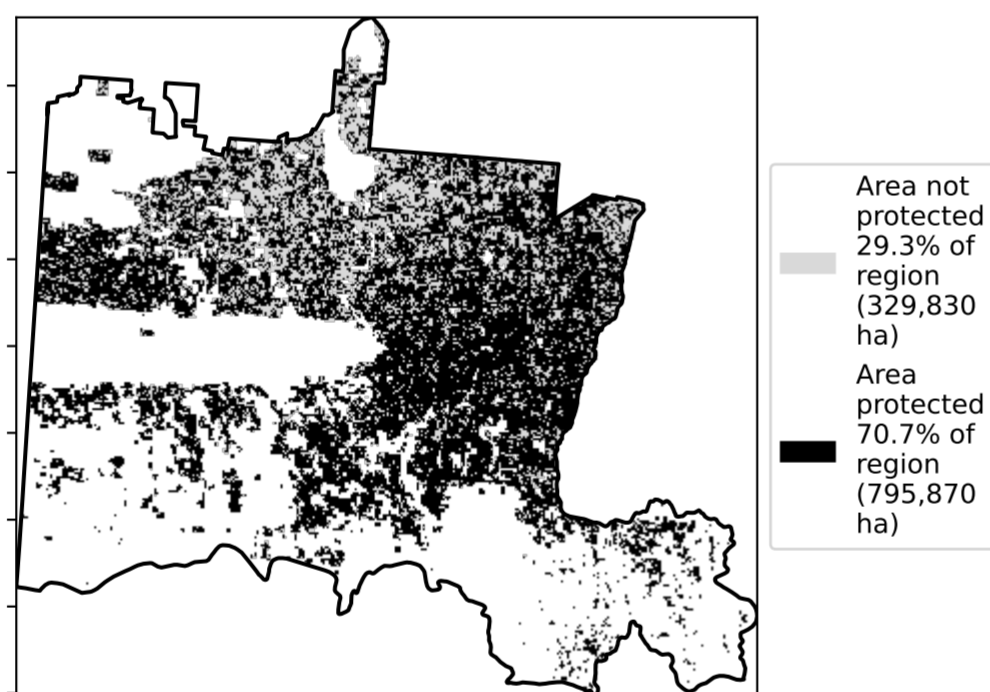 Area not
protected
29.3% of
region
(329,830
ha)
Area
protected
70.7% of
region
(795,870
ha)